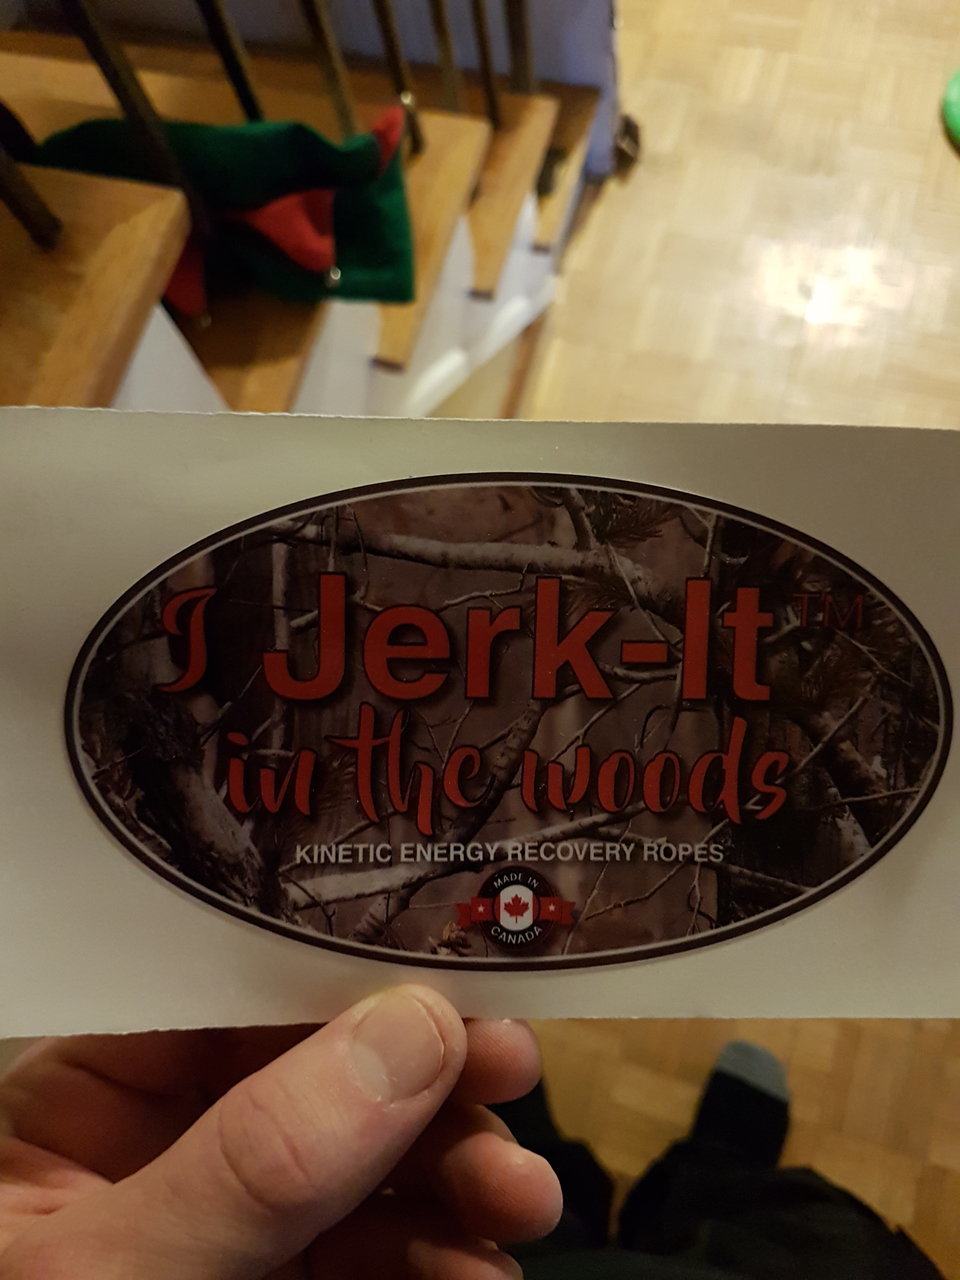 I Jerk-It™
in the woods
KINETIC ENERGY RECOVERY ROPES
MADE IN
CANADA